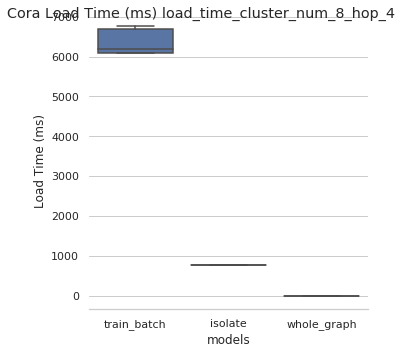 Cora Load Time (ms) load_time_cluster_num_8_hop_4
7000
6000
5000
4000
3000
2000
1000
0
Load Time (ms)
train_batch isolate whole_graph
models